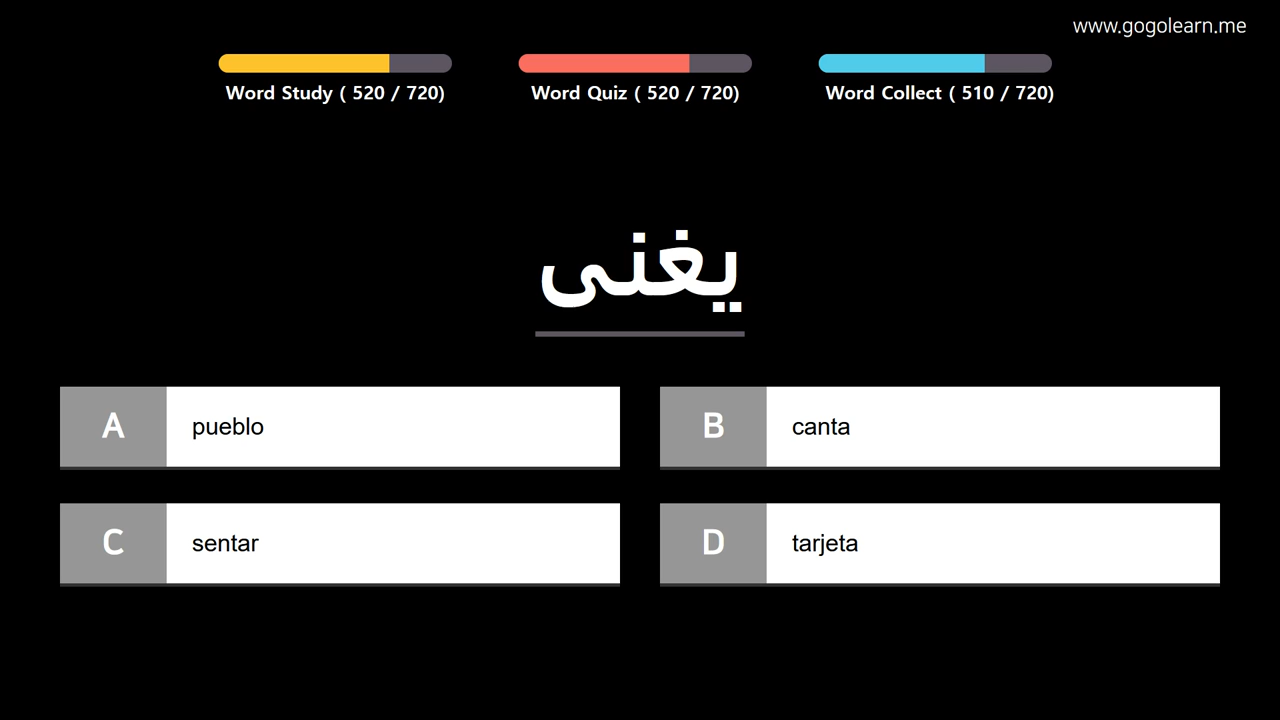 www.gogolearn.me
Word Study ( 520 / 720)
Word Quiz ( 520 / 720)
Word Collect ( 510 / 720)
يغنى
A
pueblo
B
canta
C
sentar
D
tarjeta